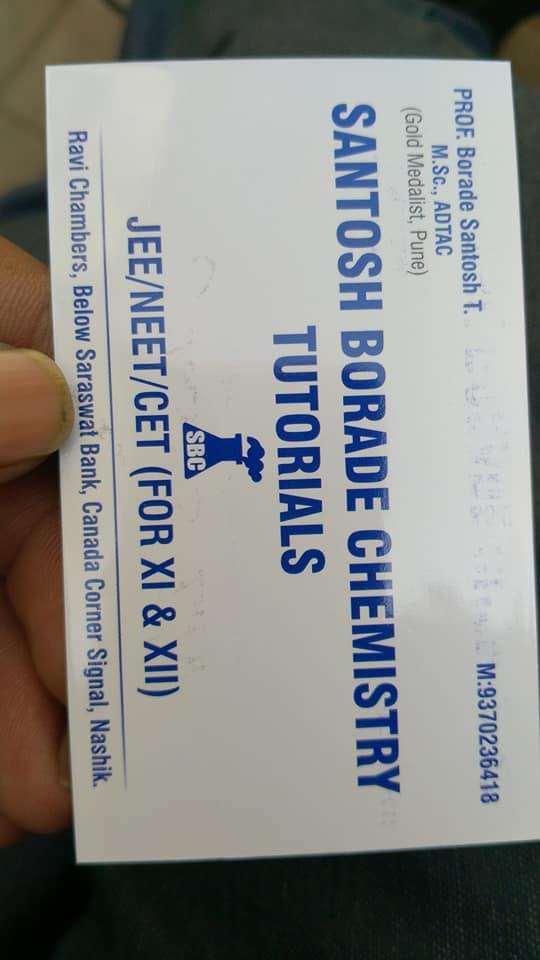 PROF. Borade Santosh T.
M:9370236418
M.Sc., ADTAC
(Gold Medalist, Pune)
SANTOSH BORADE CHEMISTRY
TUTORIALS
SBC
JEE/NEET/CET (FOR XI & XII)
Ravi Chambers, Below Saraswat Bank, Canada Corner Signal, Nashik.